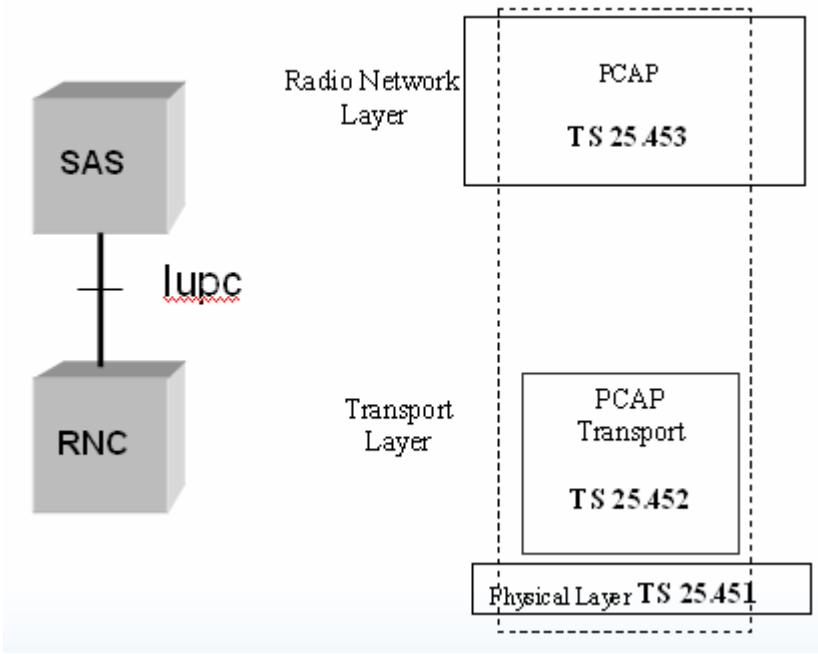 SAS
Iupc
RNC
Radio Network
Layer
PCAP
TS 25.453
Transport
Layer
PCAP
Transport
TS 25.452
Physical Layer TS 25.451